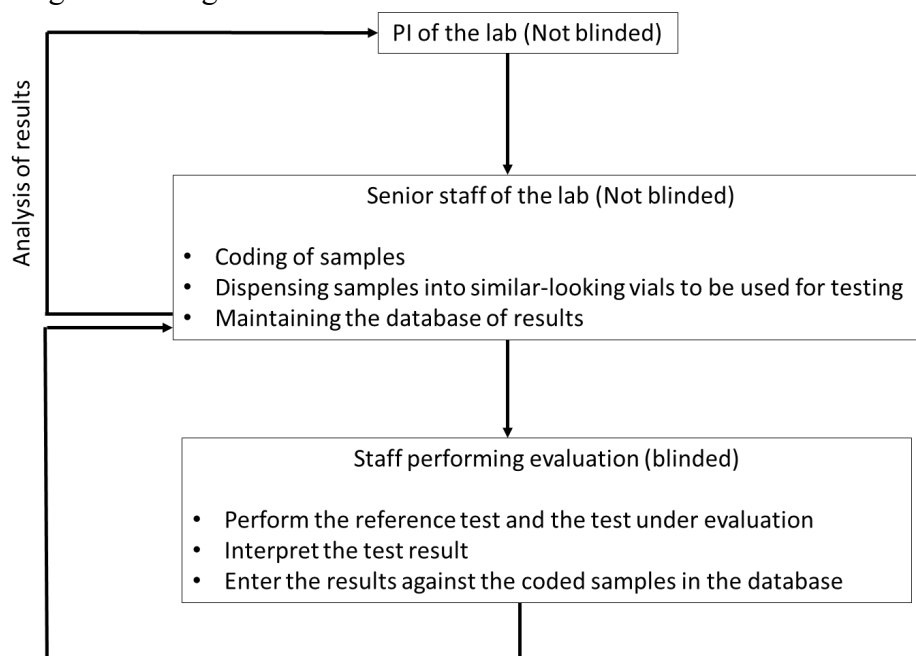 PI of the lab (Not blinded)
Analysis of results
Senior staff of the lab (Not blinded)
• Coding of samples
• Dispensing samples into similar-looking vials to be used for testing
• Maintaining the database of results
Staff performing evaluation (blinded)
• Perform the reference test and the test under evaluation
• Interpret the test result
• Enter the results against the coded samples in the database